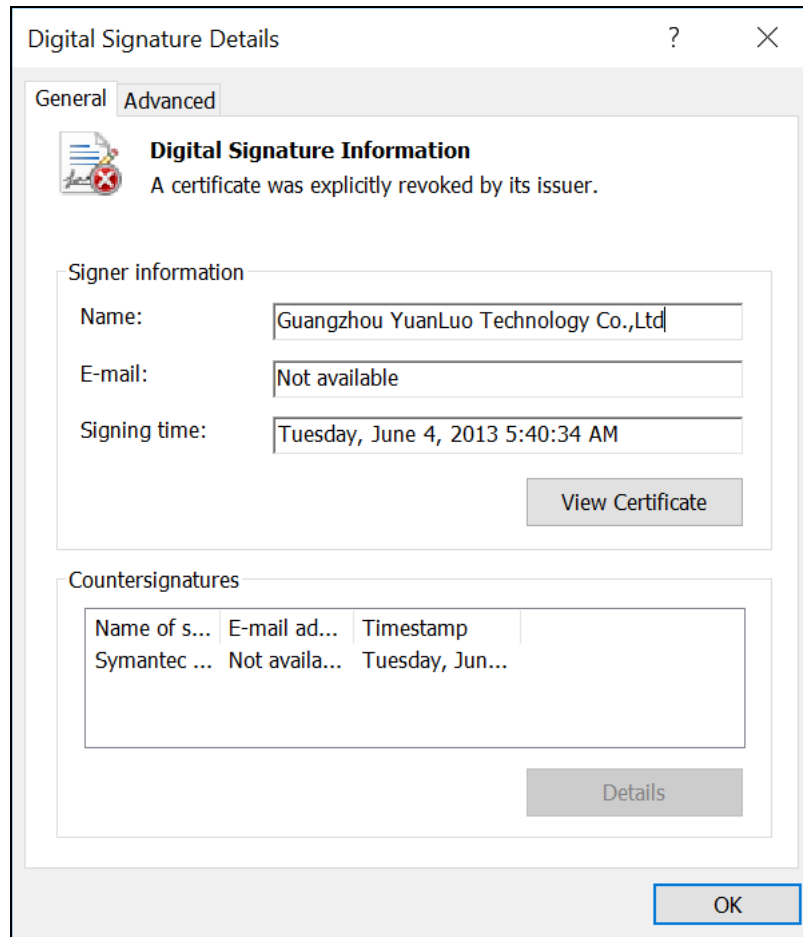 Digital Signature Details
General Advanced
Digital Signature Information
A certificate was explicitly revoked by its issuer.
Signer information
Name: Guangzhou YuanLuo Technology Co.,Ltd
E-mail: Not available
Signing time: Tuesday, June 4, 2013 5:40:34 AM
View Certificate
Countersignatures
Name of s... E-mail ad... Timestamp
Symantec ... Not availa... Tuesday, Jun...
Details
OK